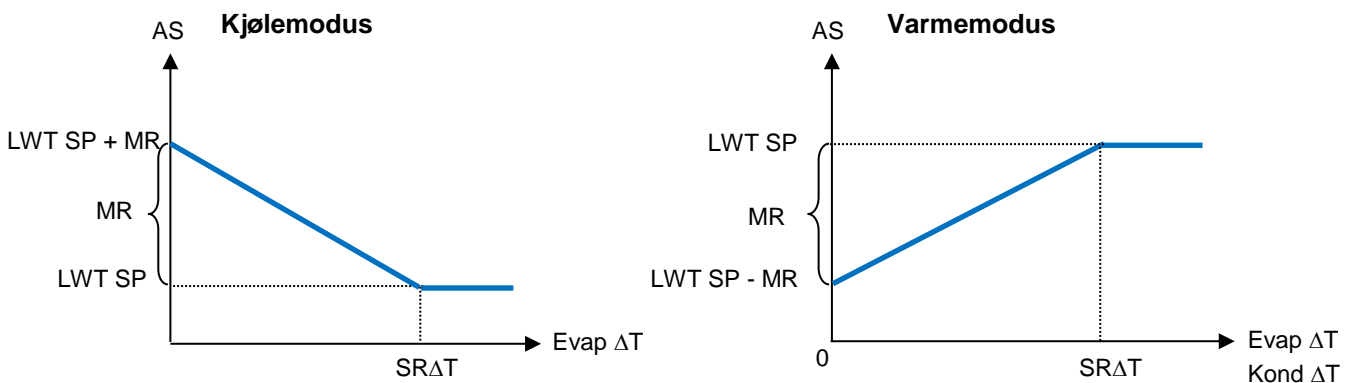 Kjølemodus
AS
LWT SP + MR
MR
LWT SP
Evap ΔT
SRΔT
Varmemodus
AS
LWT SP
MR
LWT SP - MR
0
SRΔT
Evap ΔT
Kond ΔT